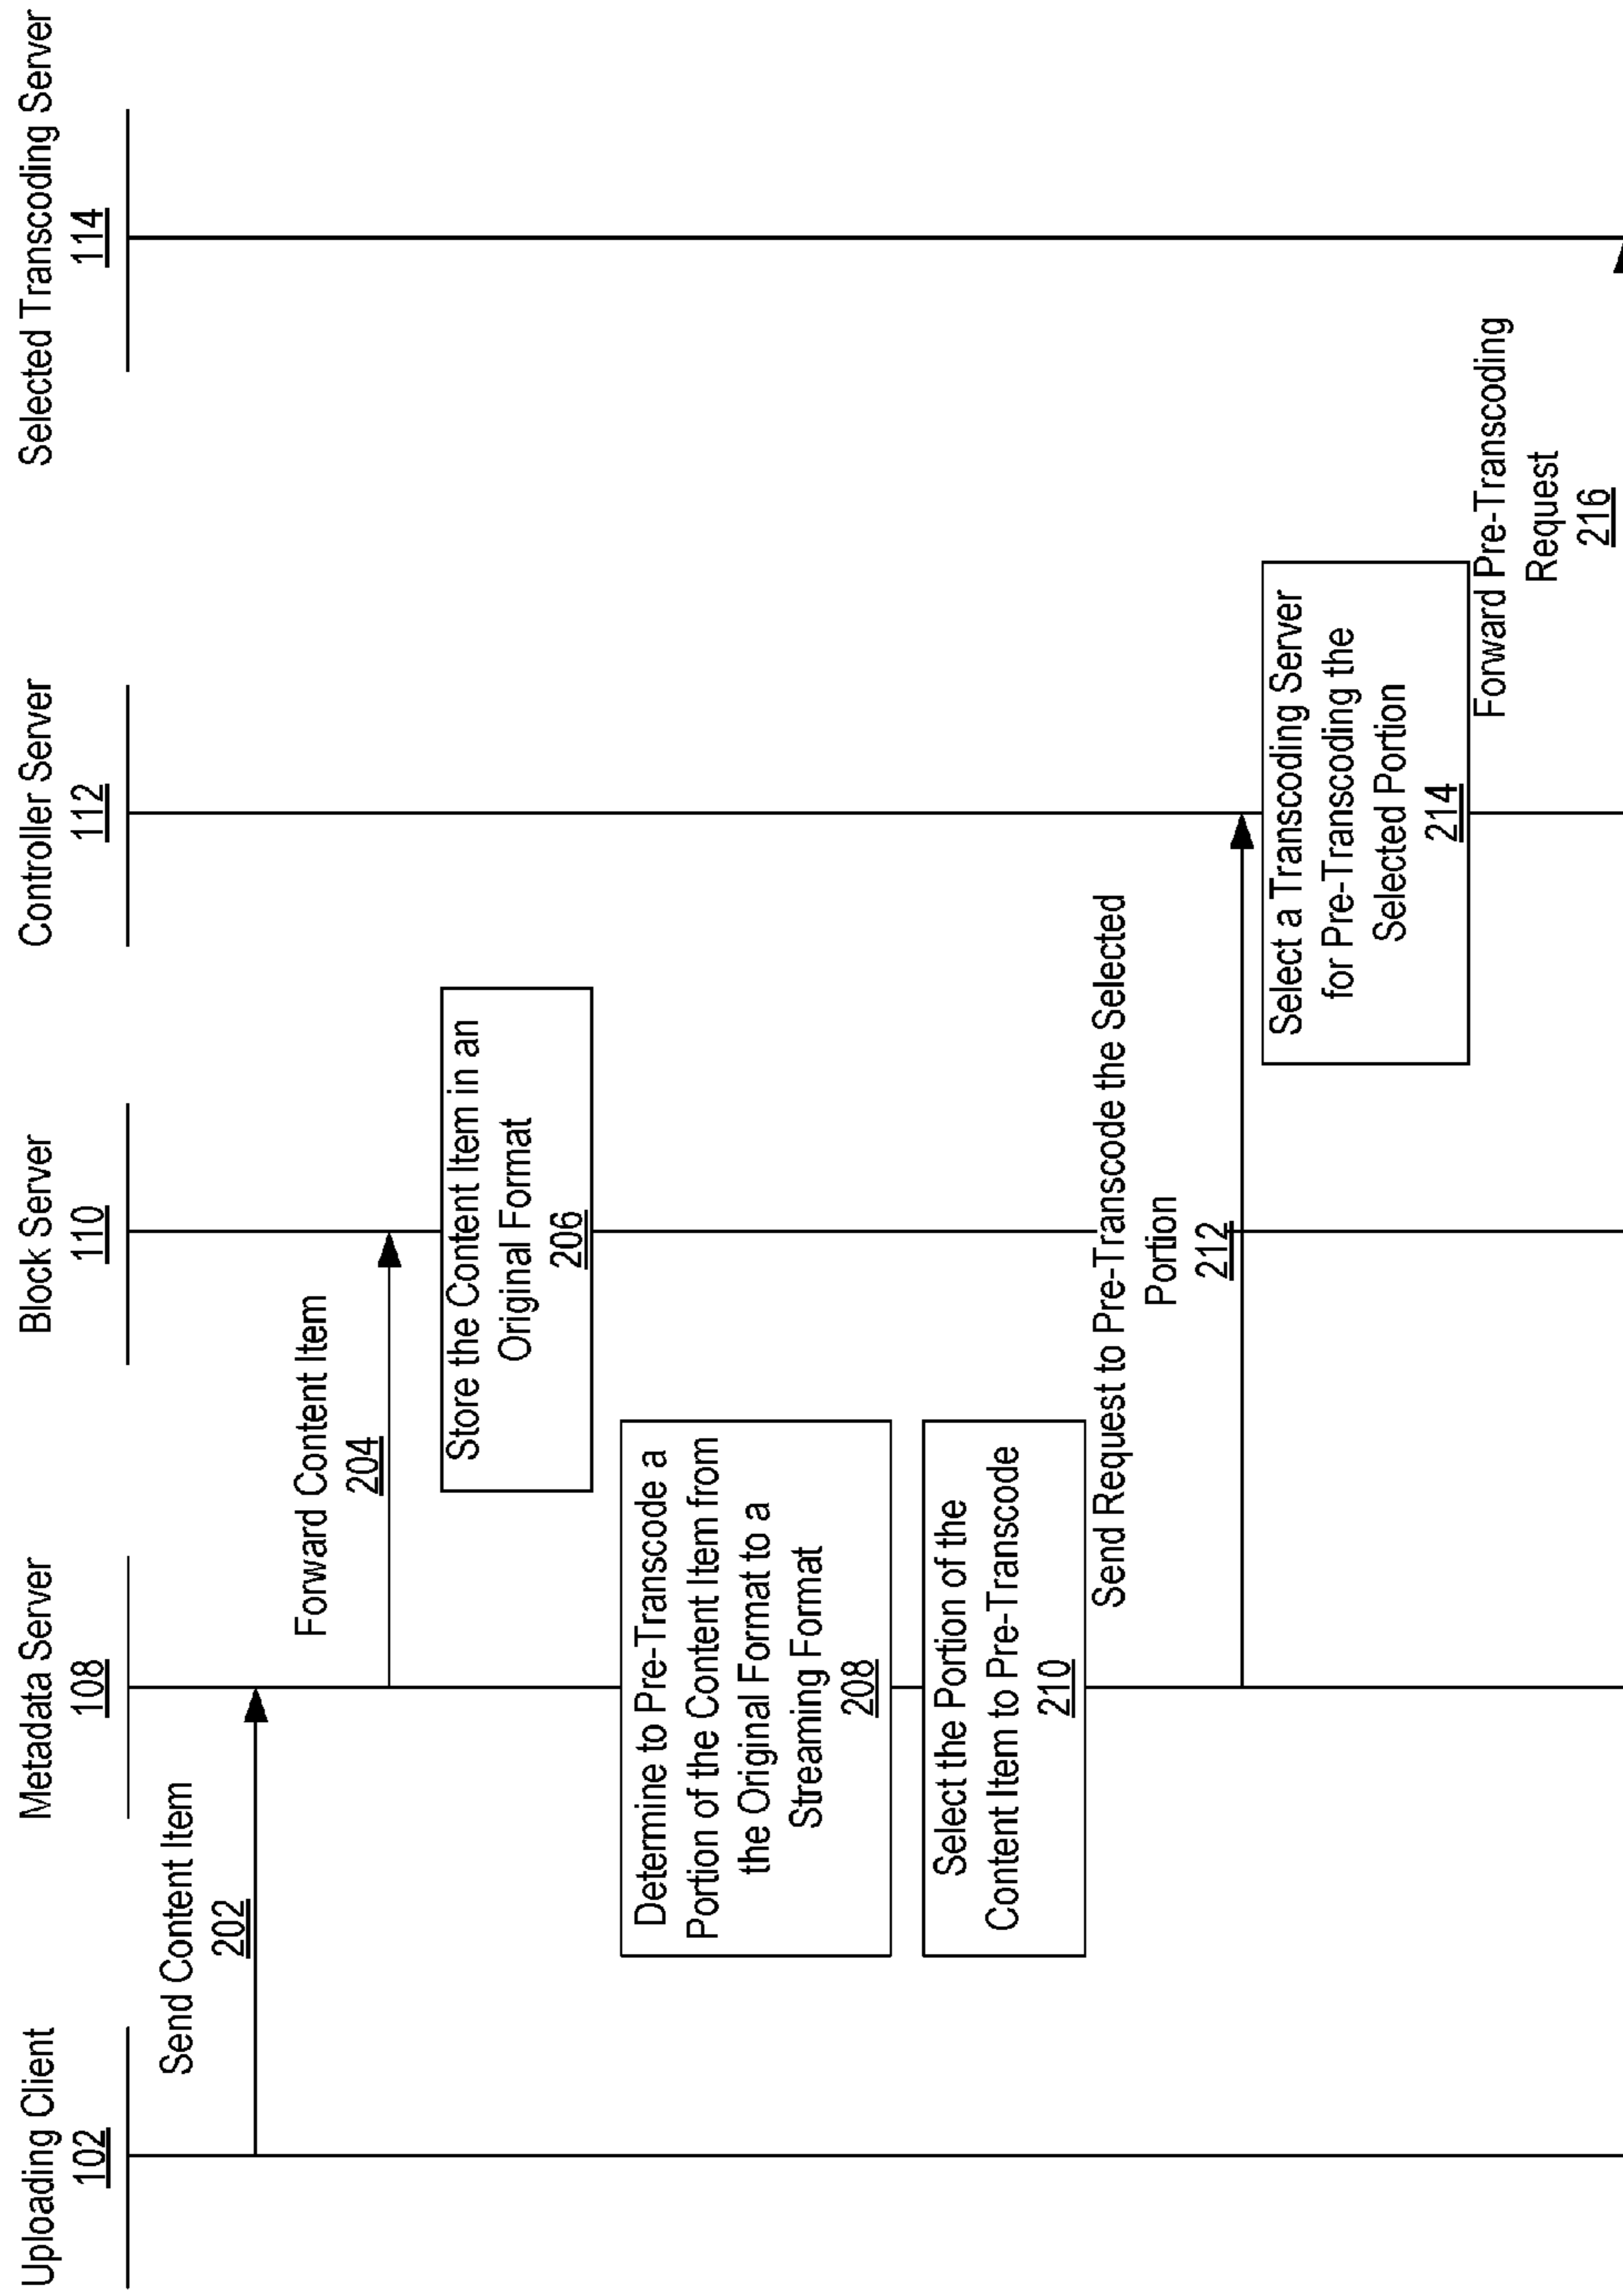 Uploading Client
102
Metadata Server
108
Block Server
110
Controller Server
112
Selected Transcoding Server
114
Send Content Item
202
Forward Content Item
204
Store the Content Item in an
Original Format
206
Determine to Pre-Transcode a
Portion of the Content Item from
the Original Format to a
Streaming Format
208
Select the Portion of the
Content Item to Pre-Transcode
210
Send Request to Pre-Transcode the Selected
Portion
212
Select a Transcoding Server
for Pre-Transcoding the
Selected Portion
214
Forward Pre-Transcoding
Request
216